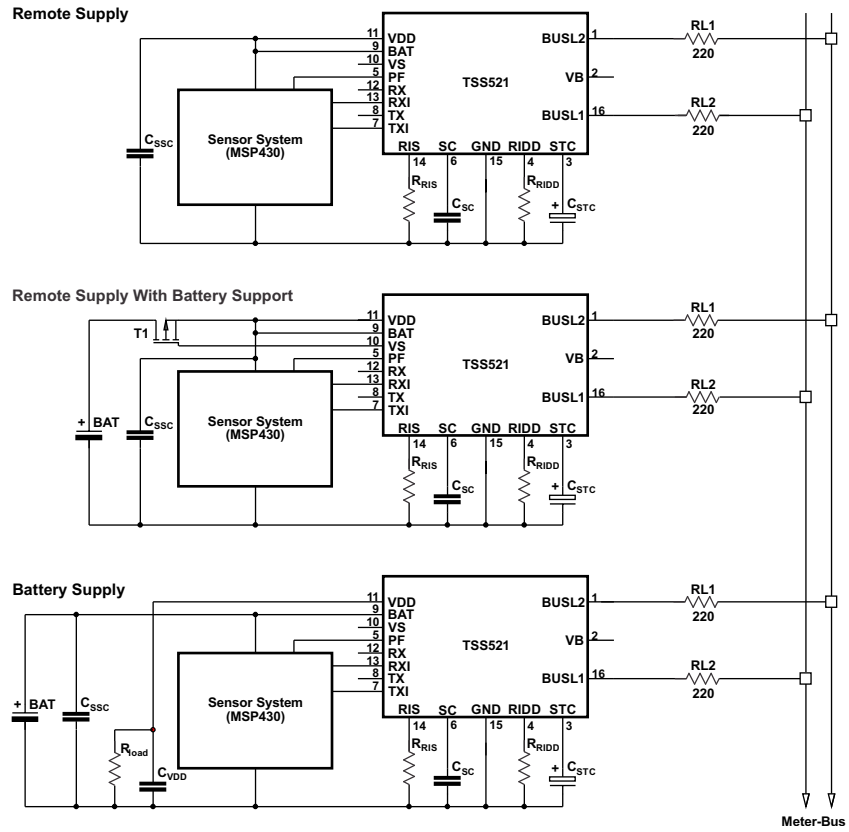 Remote Supply
11 VDD
9 BAT
10 VS
5 PF
12 RX
13 RXI
8 TX
7 TXI
TSS521
BUSL2 1
VB 2
BUSL1 16
RIS SC GND RIDD STC
14 6 15 4 3
RL1
220
RL2
220
CSSC
Sensor System
(MSP430)
RRIS
CSC
RRIDD
+ CSTC
Remote Supply With Battery Support
T1
11 VDD
9 BAT
10 VS
5 PF
12 RX
13 RXI
8 TX
7 TXI
TSS521
BUSL2 1
VB 2
BUSL1 16
RIS SC GND RIDD STC
14 6 15 4 3
RL1
220
RL2
220
+ BAT
CSSC
Sensor System
(MSP430)
RRIS
CSC
RRIDD
+ CSTC
Battery Supply
11 VDD
9 BAT
10 VS
5 PF
12 RX
13 RXI
8 TX
7 TXI
TSS521
BUSL2 1
VB 2
BUSL1 16
RIS SC GND RIDD STC
14 6 15 4 3
RL1
220
RL2
220
+ BAT
CSSC
Sensor System
(MSP430)
Rload
CVDD
RRIS
CSC
RRIDD
+ CSTC
Meter-Bus